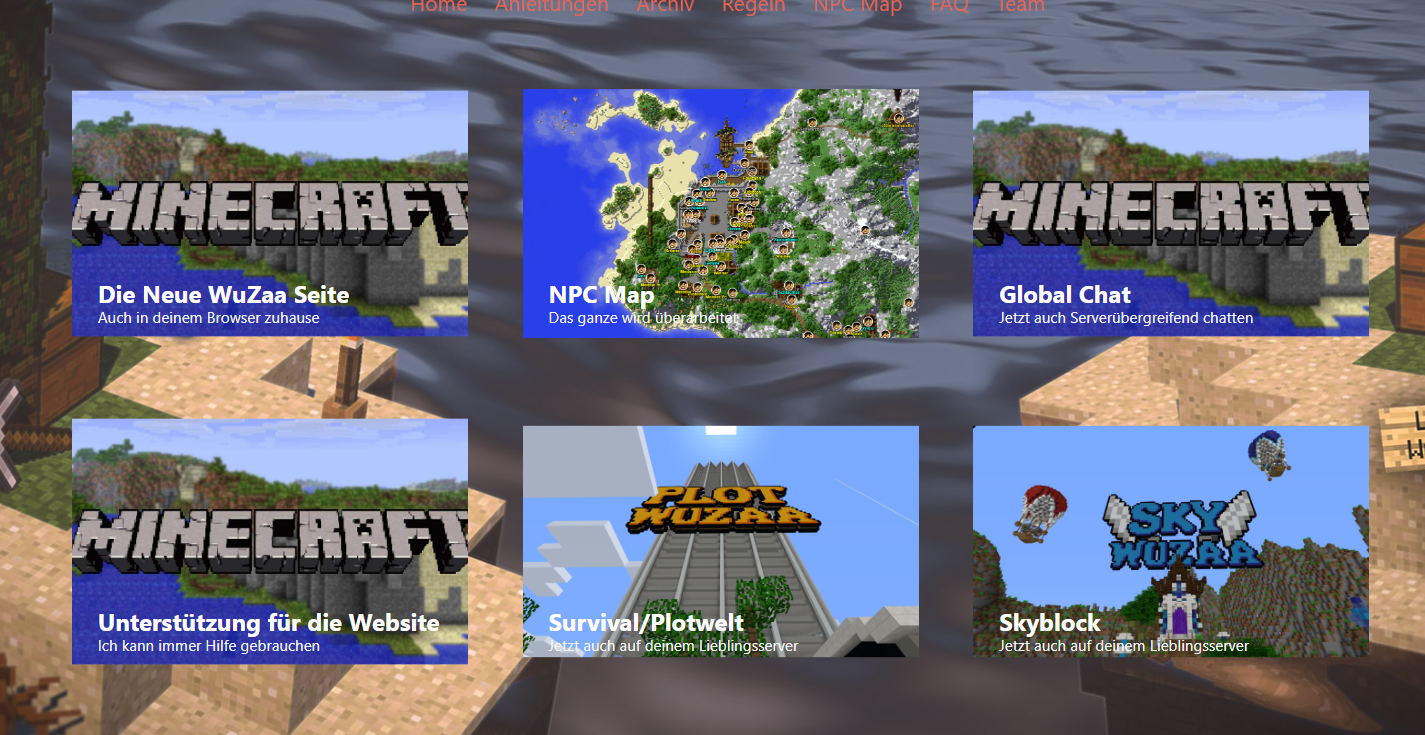 Home Anleitungen Archiv Regeln NPC Map FAQ Team
MINECRAFT
Die Neue WuZaa Seite
Auch in deinem Browser zuhause
NPC Map
Das ganze wird überarbeitet
MINECRAFT
Global Chat
Jetzt auch Serverübergreifend chatten
MINECRAFT
Unterstützung für die Website
Ich kann immer Hilfe gebrauchen
PLOT
WUZAA
Survival/Plotwelt
Jetzt auch auf deinem Lieblingsserver
SKY
WUZAA
Skyblock
Jetzt auch auf deinem Lieblingsserver